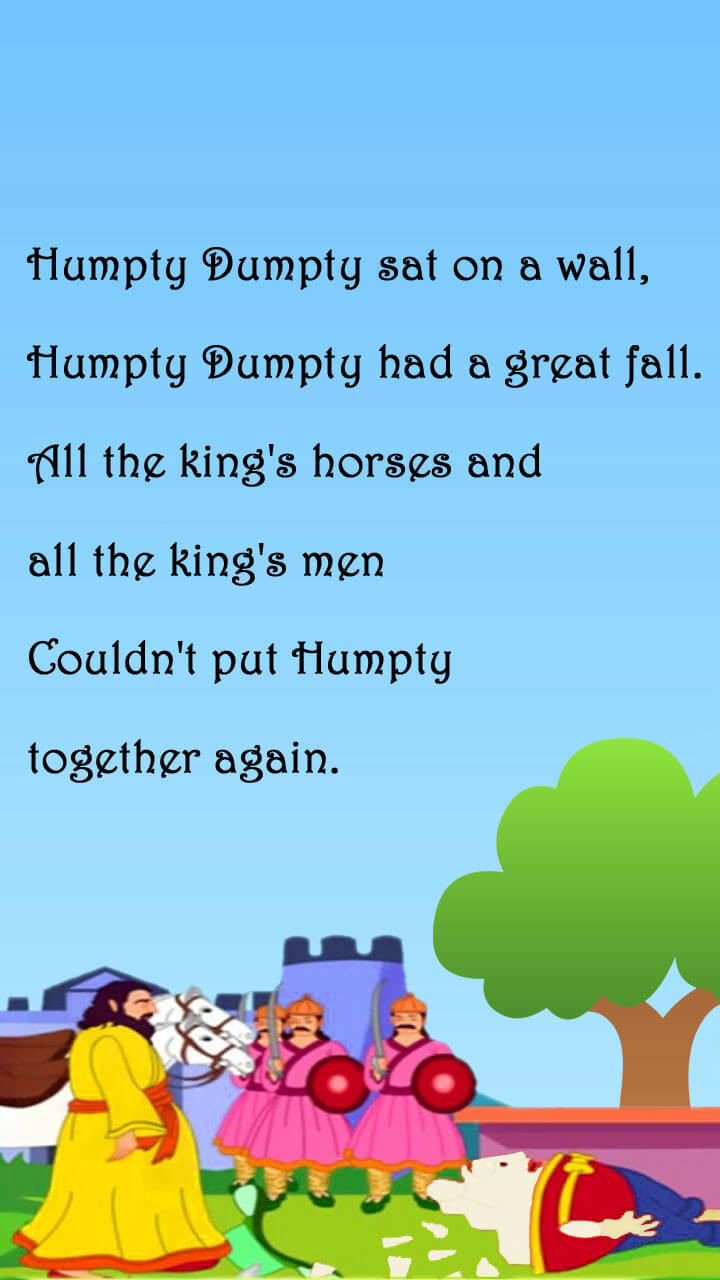 Humpty Dumpty sat on a wall,
Humpty Dumpty had a great fall.
All the king's horses and
all the king's men
Couldn't put Humpty
together again.